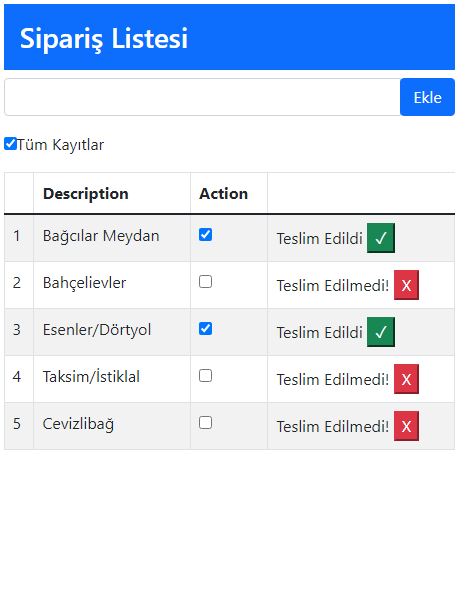 Sipariş Listesi
Ekle
Tüm Kayıtlar
Description Action
1 Bağcılar Meydan Teslim Edildi ✓
2 Bahçelievler Teslim Edilmedi! X
3 Esenler/Dörtyol Teslim Edildi ✓
4 Taksim/İstiklal Teslim Edilmedi! X
5 Cevizlibağ Teslim Edilmedi! X